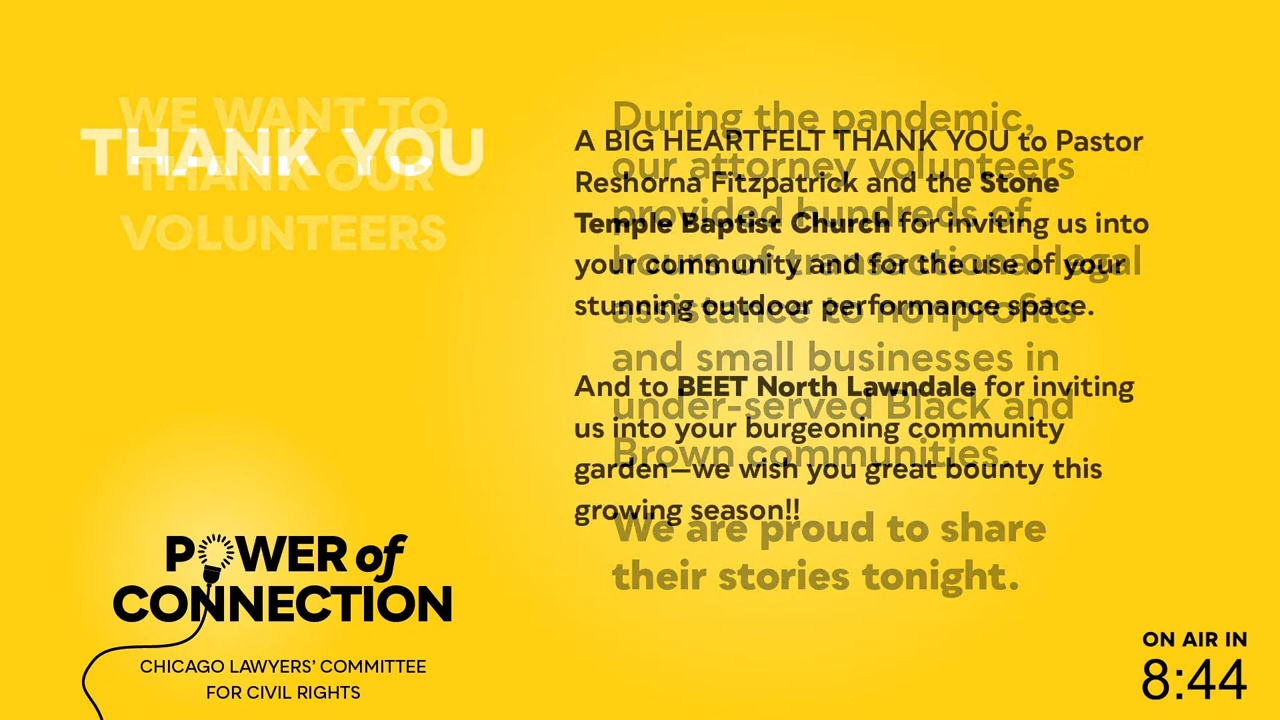 WE WANT TO
THANK OUR
VOLUNTEERS
THANK YOU
During the pandemic,
our attorney volunteers
provided hundreds of
hours of transactional legal
assistance to nonprofits
and small businesses in
under-served Black and
Brown communities.
We are proud to share
their stories tonight.
A BIG HEARTFELT THANK YOU to Pastor
Reshorna Fitzpatrick and the Stone
Temple Baptist Church for inviting us into
your community and for the use of your
stunning outdoor performance space.
And to BEET North Lawndale for inviting
us into your burgeoning community
garden—we wish you great bounty this
growing season!!
POWER of
CONNECTION
CHICAGO LAWYERS’ COMMITTEE
FOR CIVIL RIGHTS
ON AIR IN
8:44